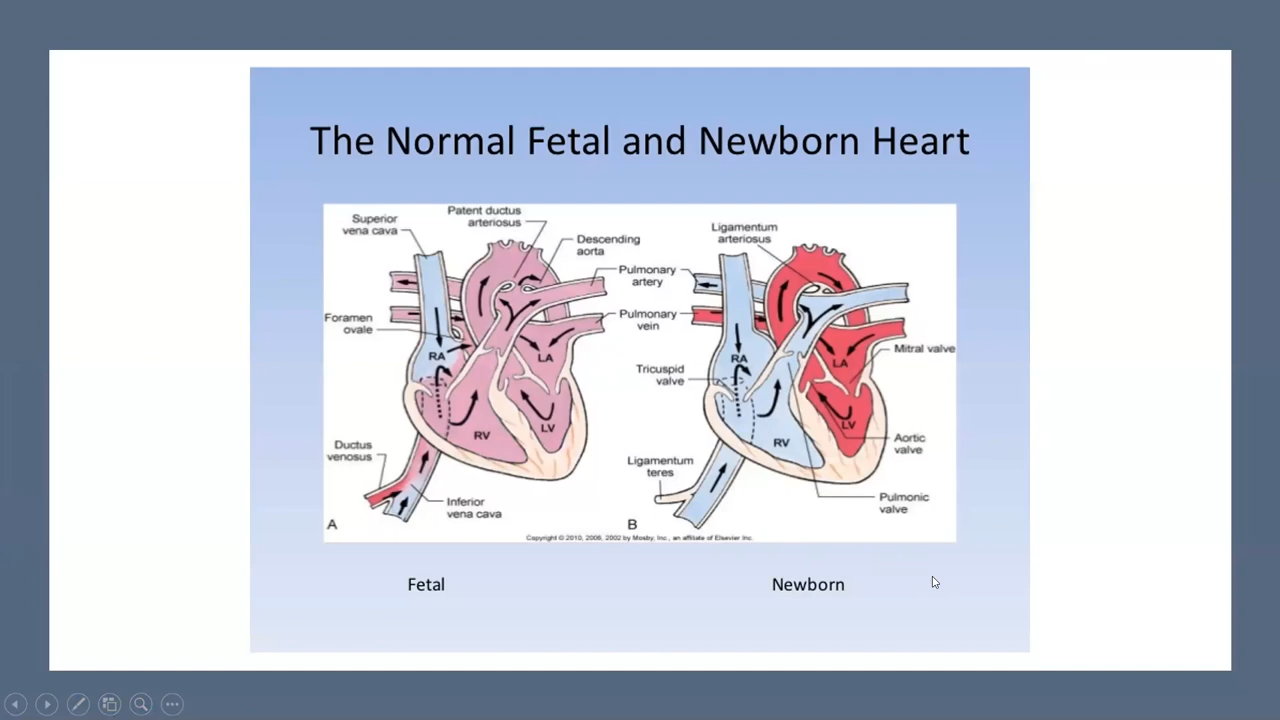 The Normal Fetal and Newborn Heart
Superior
vena cava
Patent ductus
arteriosus
Descending
aorta
Pulmonary
artery
Foramen
ovale
Pulmonary
vein
RA
LA
RV
LV
Ductus
venosus
Inferior
vena cava
A
Ligamentum
arteriosus
Mitral valve
Tricuspid
valve
RA
LA
RV
LV
Aortic
valve
Ligamentum
teres
Pulmonic
valve
B
Copyright © 2010, 2006, 2002 by Mosby, Inc., an affiliate of Elsevier Inc.
Fetal
Newborn